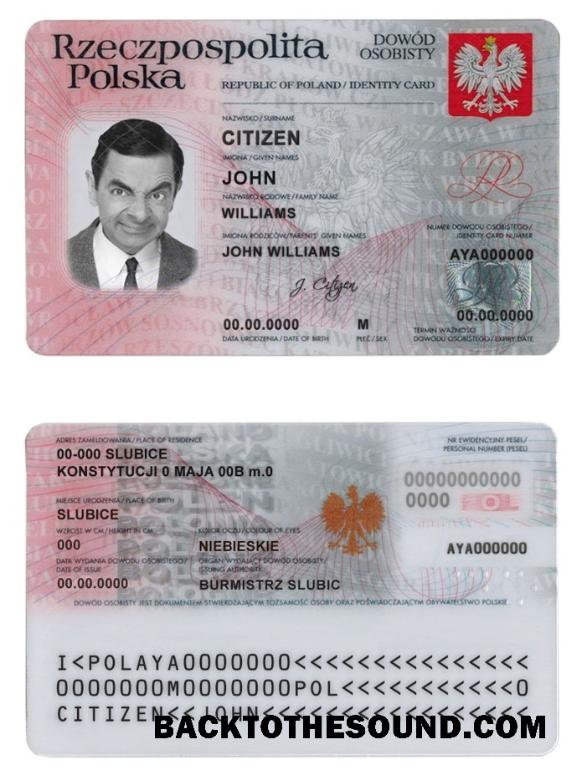 Rzeczpospolita
Polska
DOWÓD
OSOBISTY
REPUBLIC OF POLAND / IDENTITY CARD
NAZWISKO / SURNAME
CITIZEN
IMIONA / GIVEN NAMES
JOHN
NAZWISKO RODOWE / FAMILY NAME
WILLIAMS
IMIONA RODZICÓW / PARENTS' GIVEN NAMES
JOHN WILLIAMS
NUMER DOWODU OSOBISTEGO /
IDENTITY CARD NUMBER
AYA000000
J. Citizen
00.00.0000
00.00.0000 M
DATA URODZENIA / DATE OF BIRTH PŁEĆ / SEX
TERMIN WAŻNOŚCI
DOWODU OSOBISTEGO / EXPIRY DATE
ADRES ZAMELDOWANIA / PLACE OF RESIDENCE
00-000 SLUBICE
KONSTYTUCJI 0 MAJA 00B m.0
NR EWIDENCYJNY PESEL /
PERSONAL NUMBER (PESEL)
00000000000
0000
MIEJSCE URODZENIA / PLACE OF BIRTH
SLUBICE
WZROST W CM / HEIGHT IN CM KOLOR OCZU / COLOUR OF EYES
000 NIEBIESKIE
AYA000000
DATA WYDANIA DOWODU OSOBISTEGO /
DATE OF ISSUE
ORGAN WYDAJĄCY DOWÓD OSOBISTY /
ISSUING AUTHORITY
00.00.0000 BURMISTRZ SLUBIC
DOWÓD OSOBISTY JEST DOKUMENTEM STWIERDZAJĄCYM TOŻSAMOŚĆ OSOBY ORAZ POŚWIADCZAJĄCYM OBYWATELSTWO POLSKIE
I<POLAYA0000000<<<<<<<<<<<<<<<
0000000M0000000POL<<<<<<<<<<<0
CITIZEN<<JOHN<<<<<<<<<<<<<<<<<
BACKTOTHESOUND.COM